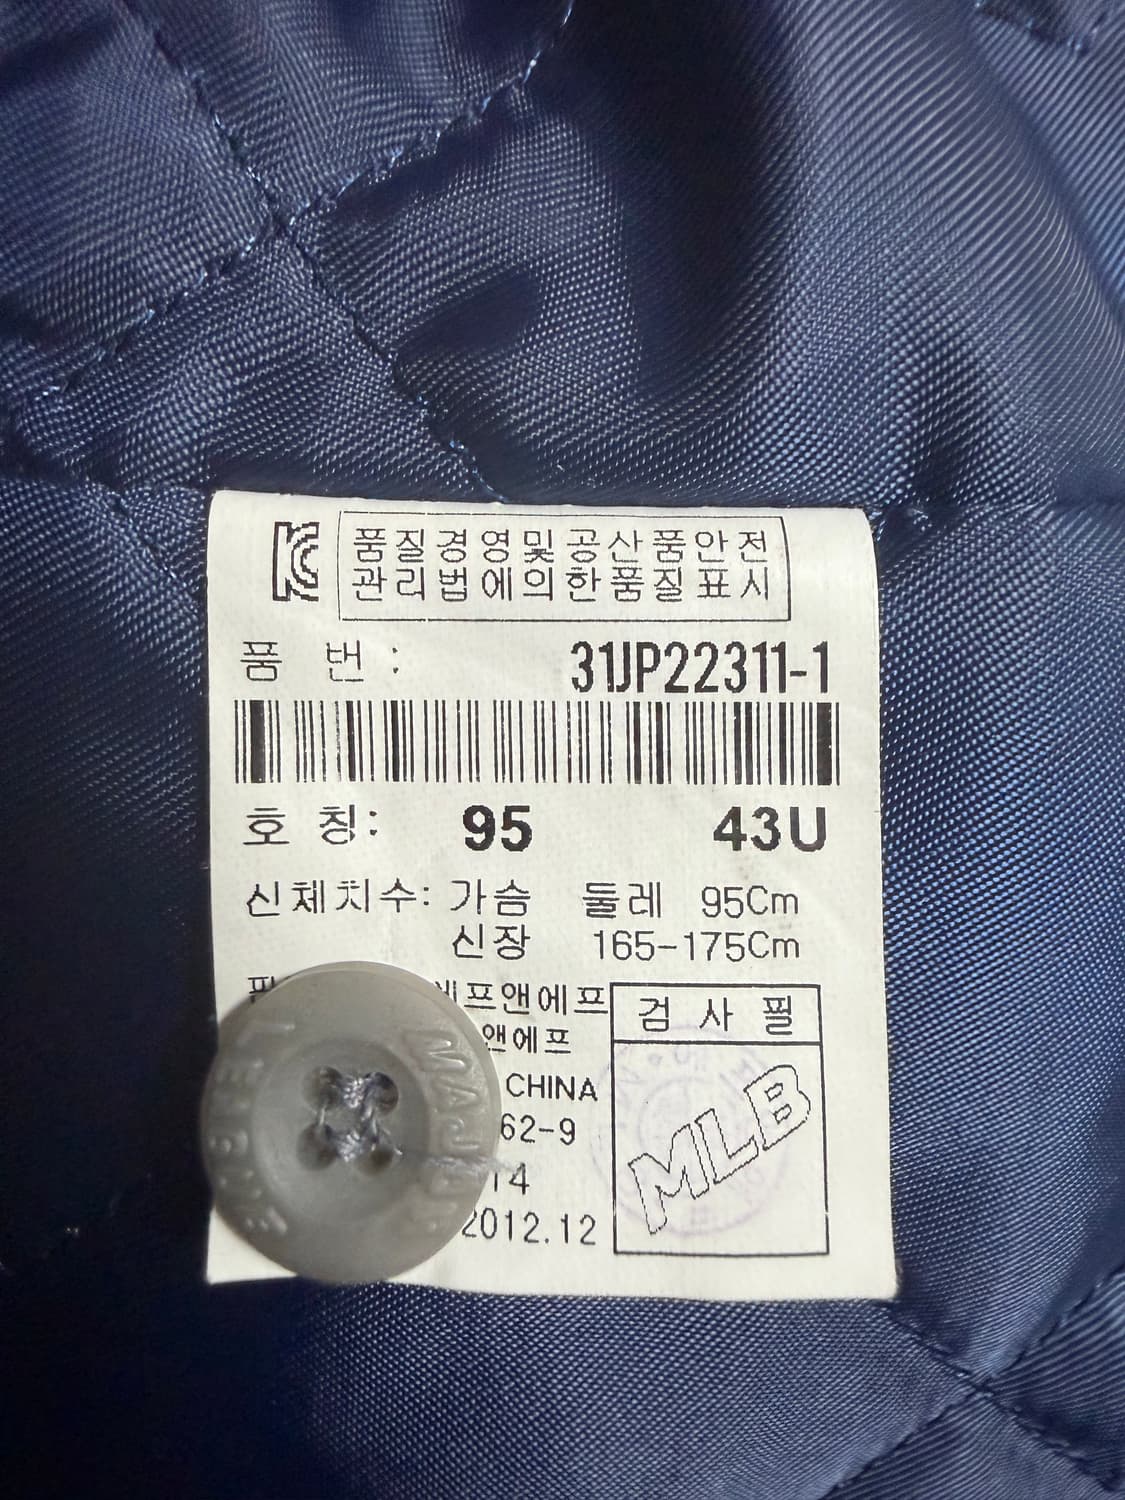 KC
품질경영및공산품안전
관리법에의한품질표시
품 번 : 31JP22311-1
호 칭: 95 43U
신체치수: 가슴 둘레 95Cm
신장 165-175Cm
에프앤에프
앤에프
CHINA
62-9
14
2012.12
검 사 필
MLB
MAJOR
LEAGUE